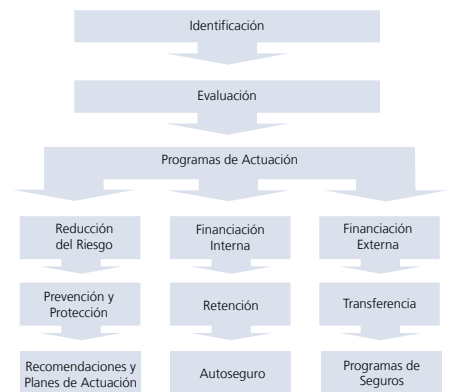 Identificación
Evaluación
Programas de Actuación
Reducción
del Riesgo
Financiación
Interna
Financiación
Externa
Prevención y
Protección
Retención
Transferencia
Recomendaciones y
Planes de Actuación
Autoseguro
Programas de
Seguros